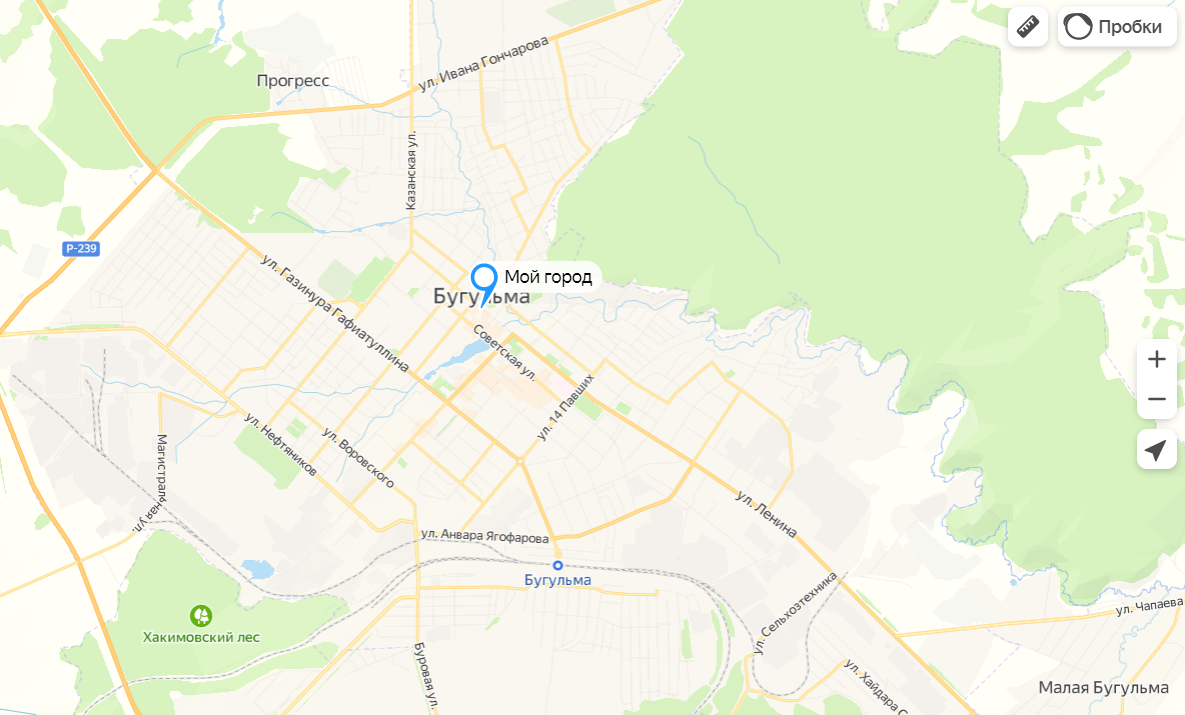 Пробки
ул. Ивана Гончарова
Прогресс
Казанская ул.
Р-239
ул. Газинура Гафиатуллина
Мой город
Бугульма
Советская ул.
ул. 14 Павших
ул. Нефтяников
ул. Воровского
Магистральная ул.
ул. Ленина
ул. Анвара Ягофарова
Бугульма
ул. Сельхозтехника
ул. Чапаева
Хакимовский лес
Буровая ул.
ул. Хайдара С
Малая Бугульма